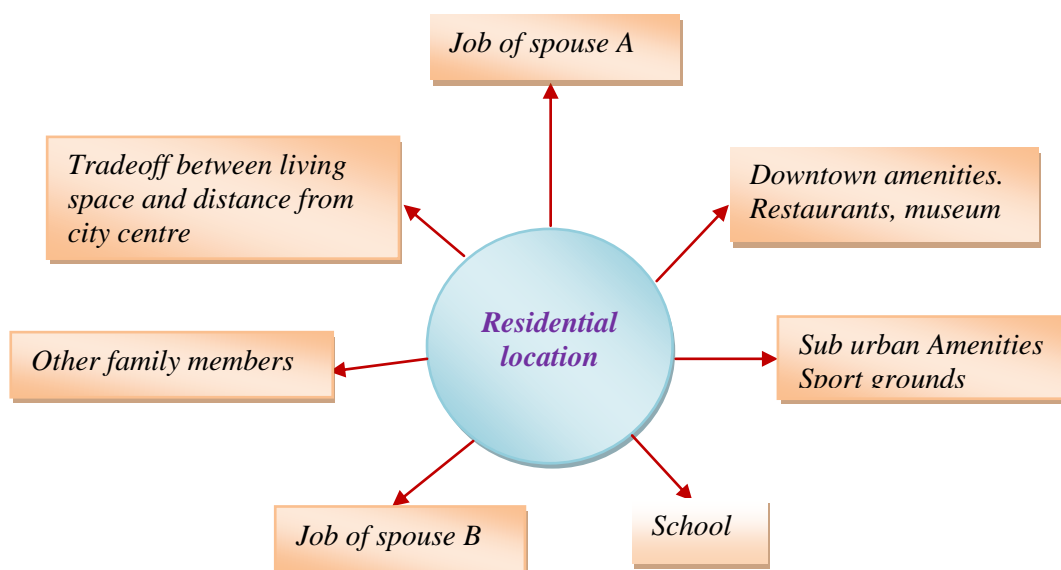 Job of spouse A
Tradeoff between living
space and distance from
city centre
Downtown amenities.
Restaurants, museum
Residential
location
Other family members
Sub urban Amenities
Sport grounds
Job of spouse B
School